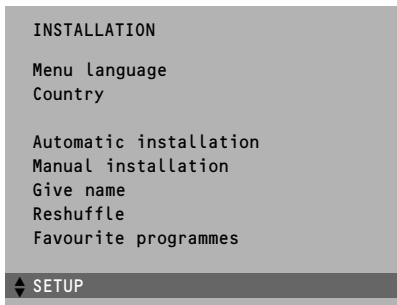 INSTALLATION
Menu language
Country
Automatic installation
Manual installation
Give name
Reshuffle
Favourite programmes
SETUP